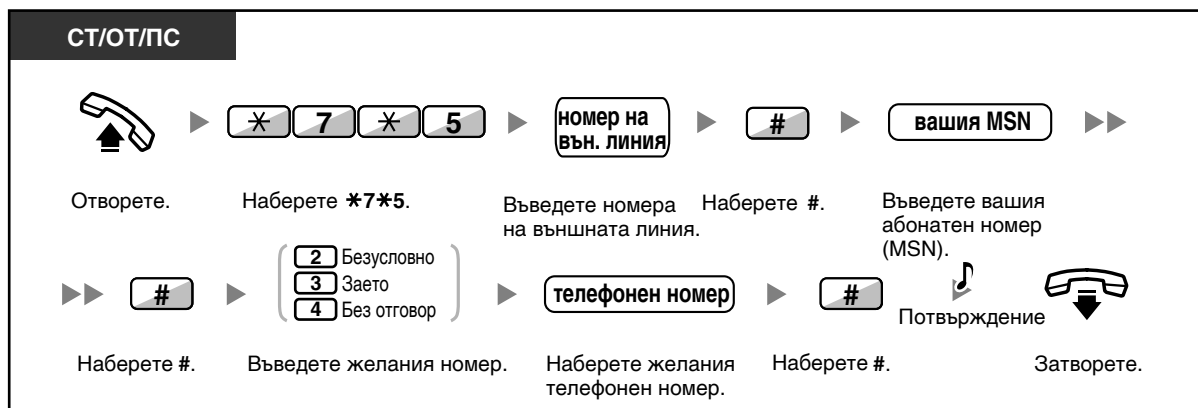 СТ/ОТ/ПС
✱ 7 ✱ 5
номер на
вън. линия
#
вашия MSN
Отворете.
Наберете ✱7✱5.
Въведете номера
на външната линия.
Наберете #.
Въведете вашия
абонатен номер
(MSN).
#
2 Безусловно
3 Заето
4 Без отговор
телефонен номер
#
Потвърждение
Наберете #.
Въведете желания номер.
Наберете желания
телефонен номер.
Наберете #.
Затворете.